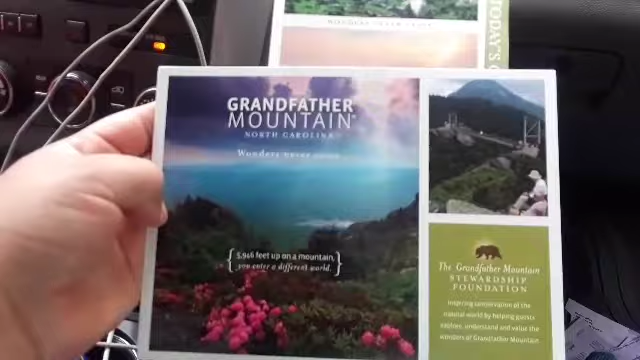 GRANDFATHER
MOUNTAIN
NORTH CAROLINA
Wonders never
5,946 feet up on a mountain,
you enter a different world.
The Grandfather Mountain
STEWARDSHIP
FOUNDATION
Inspiring conservation of the
natural world by helping guests
explore, understand and value the
wonders of Grandfather Mountain
TODAY'S